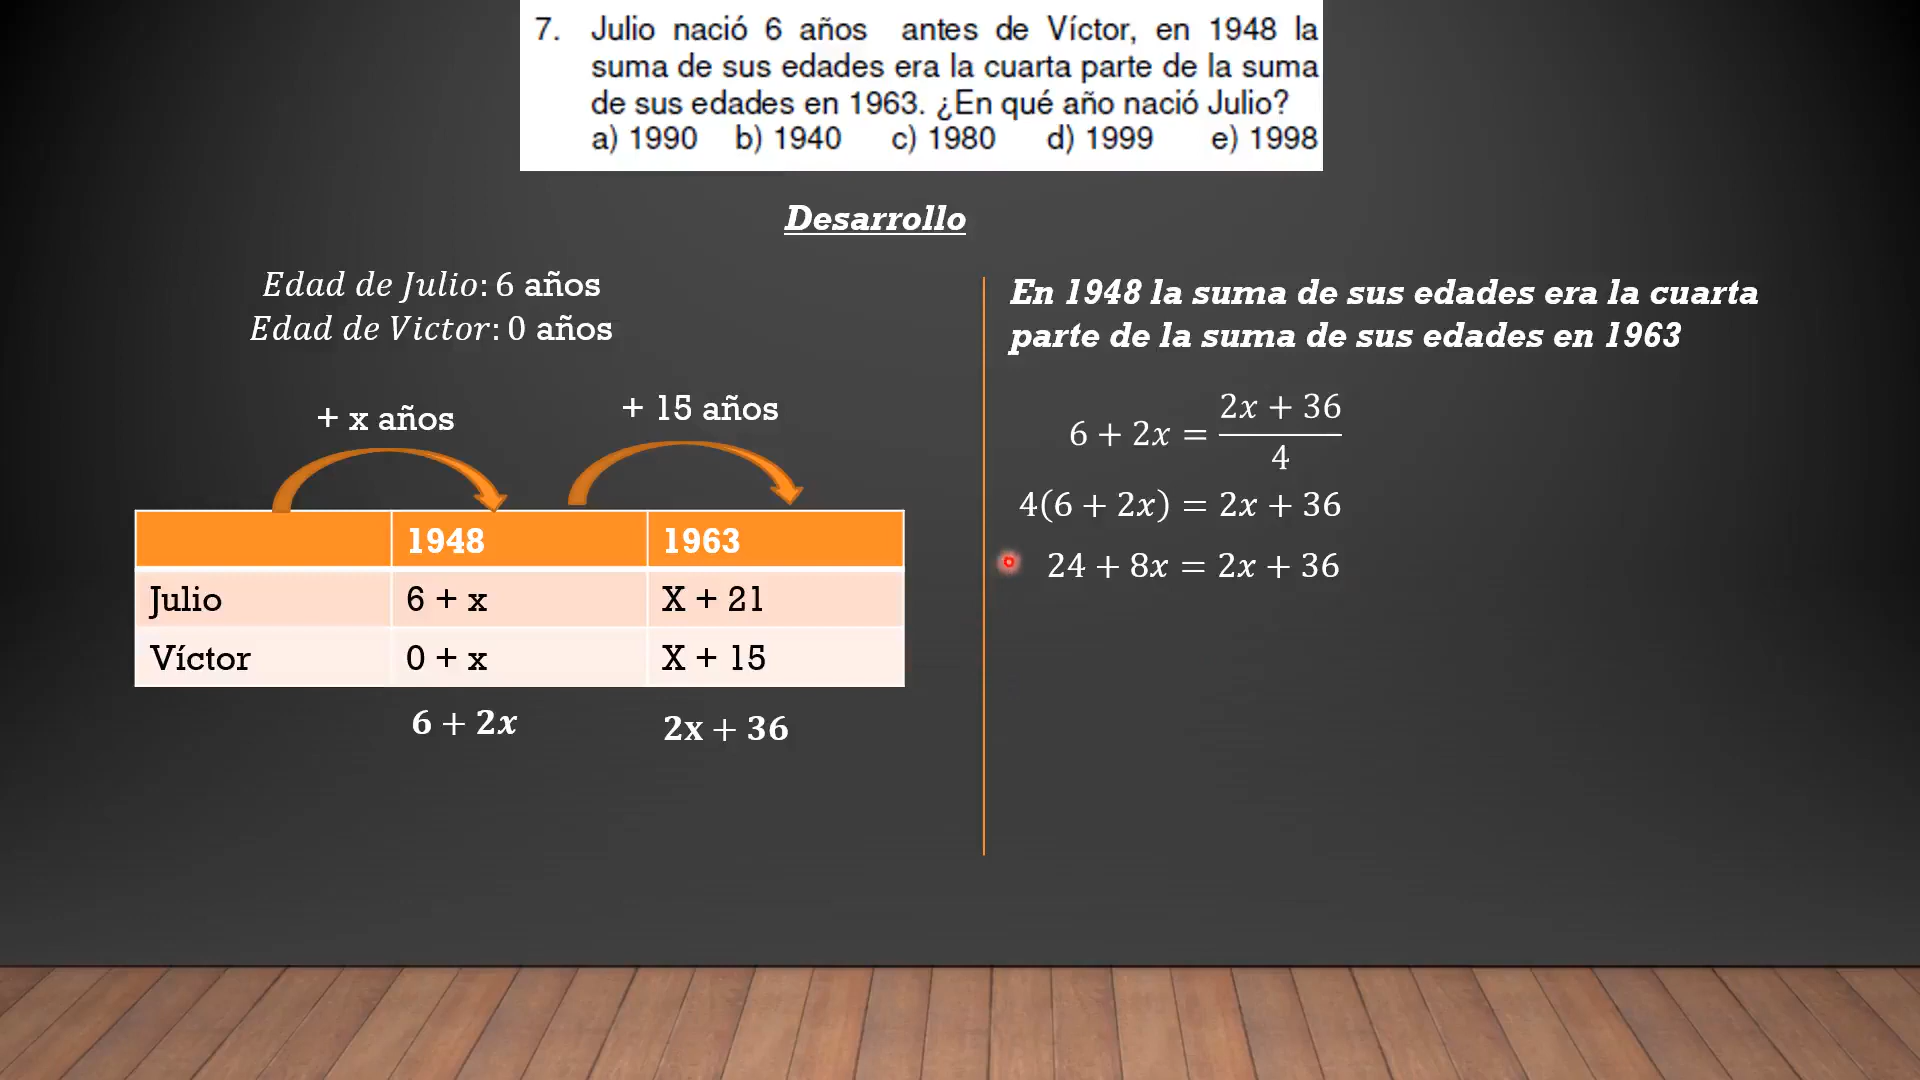 7. Julio nació 6 años antes de Víctor, en 1948 la
suma de sus edades era la cuarta parte de la suma
de sus edades en 1963. ¿En qué año nació Julio?
a) 1990 b) 1940 c) 1980 d) 1999 e) 1998
Desarrollo
Edad de Julio: 6 años
Edad de Victor: 0 años
+ x años
+ 15 años
1948 1963
Julio 6 + x X + 21
Víctor 0 + x X + 15
6 + 2x 2x + 36
En 1948 la suma de sus edades era la cuarta
parte de la suma de sus edades en 1963
6 + 2x = (2x + 36)/4
4(6 + 2x) = 2x + 36
24 + 8x = 2x + 36